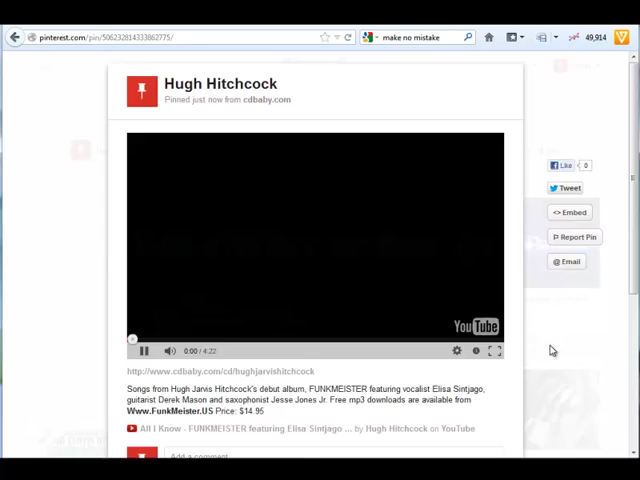 pinterest.com/pin/506232814333862775/
make no mistake
49,914
Hugh Hitchcock
Pinned just now from cdbaby.com
Like 0
Tweet
<> Embed
Report Pin
@ Email
YouTube
0:00 / 4:22
http://www.cdbaby.com/cd/hughjarvishitchcock
Songs from Hugh Jarvis Hitchcock's debut album, FUNKMEISTER featuring vocalist Elisa Sintjago,
guitarist Derek Mason and saxophonist Jesse Jones Jr. Free mp3 downloads are available from
Www.FunkMeister.US Price: $14.95
All I Know - FUNKMEISTER featuring Elisa Sintjago ... by Hugh Hitchcock on YouTube
Add a comment